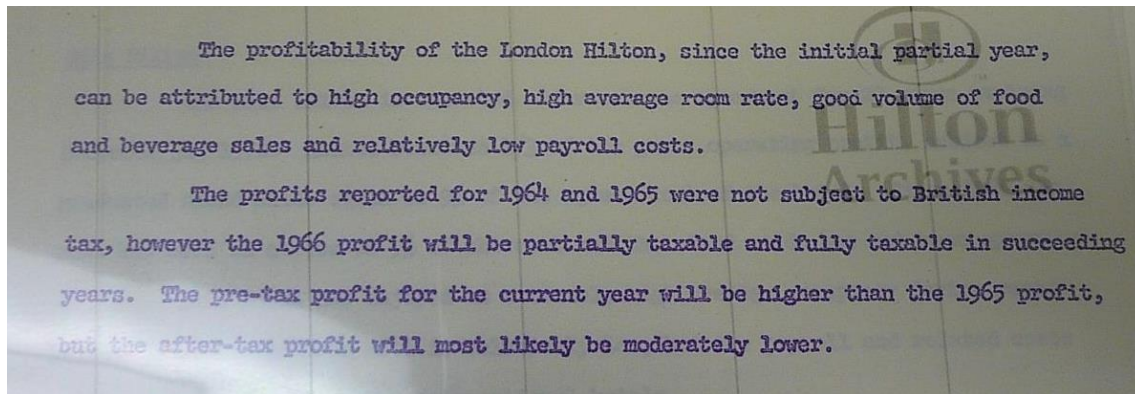 The profitability of the London Hilton, since the initial partial year,
can be attributed to high occupancy, high average room rate, good volume of food
and beverage sales and relatively low payroll costs.
Hilton
Archives
The profits reported for 1964 and 1965 were not subject to British income
tax, however the 1966 profit will be partially taxable and fully taxable in succeeding
years. The pre-tax profit for the current year will be higher than the 1965 profit,
but the after-tax profit will most likely be moderately lower.